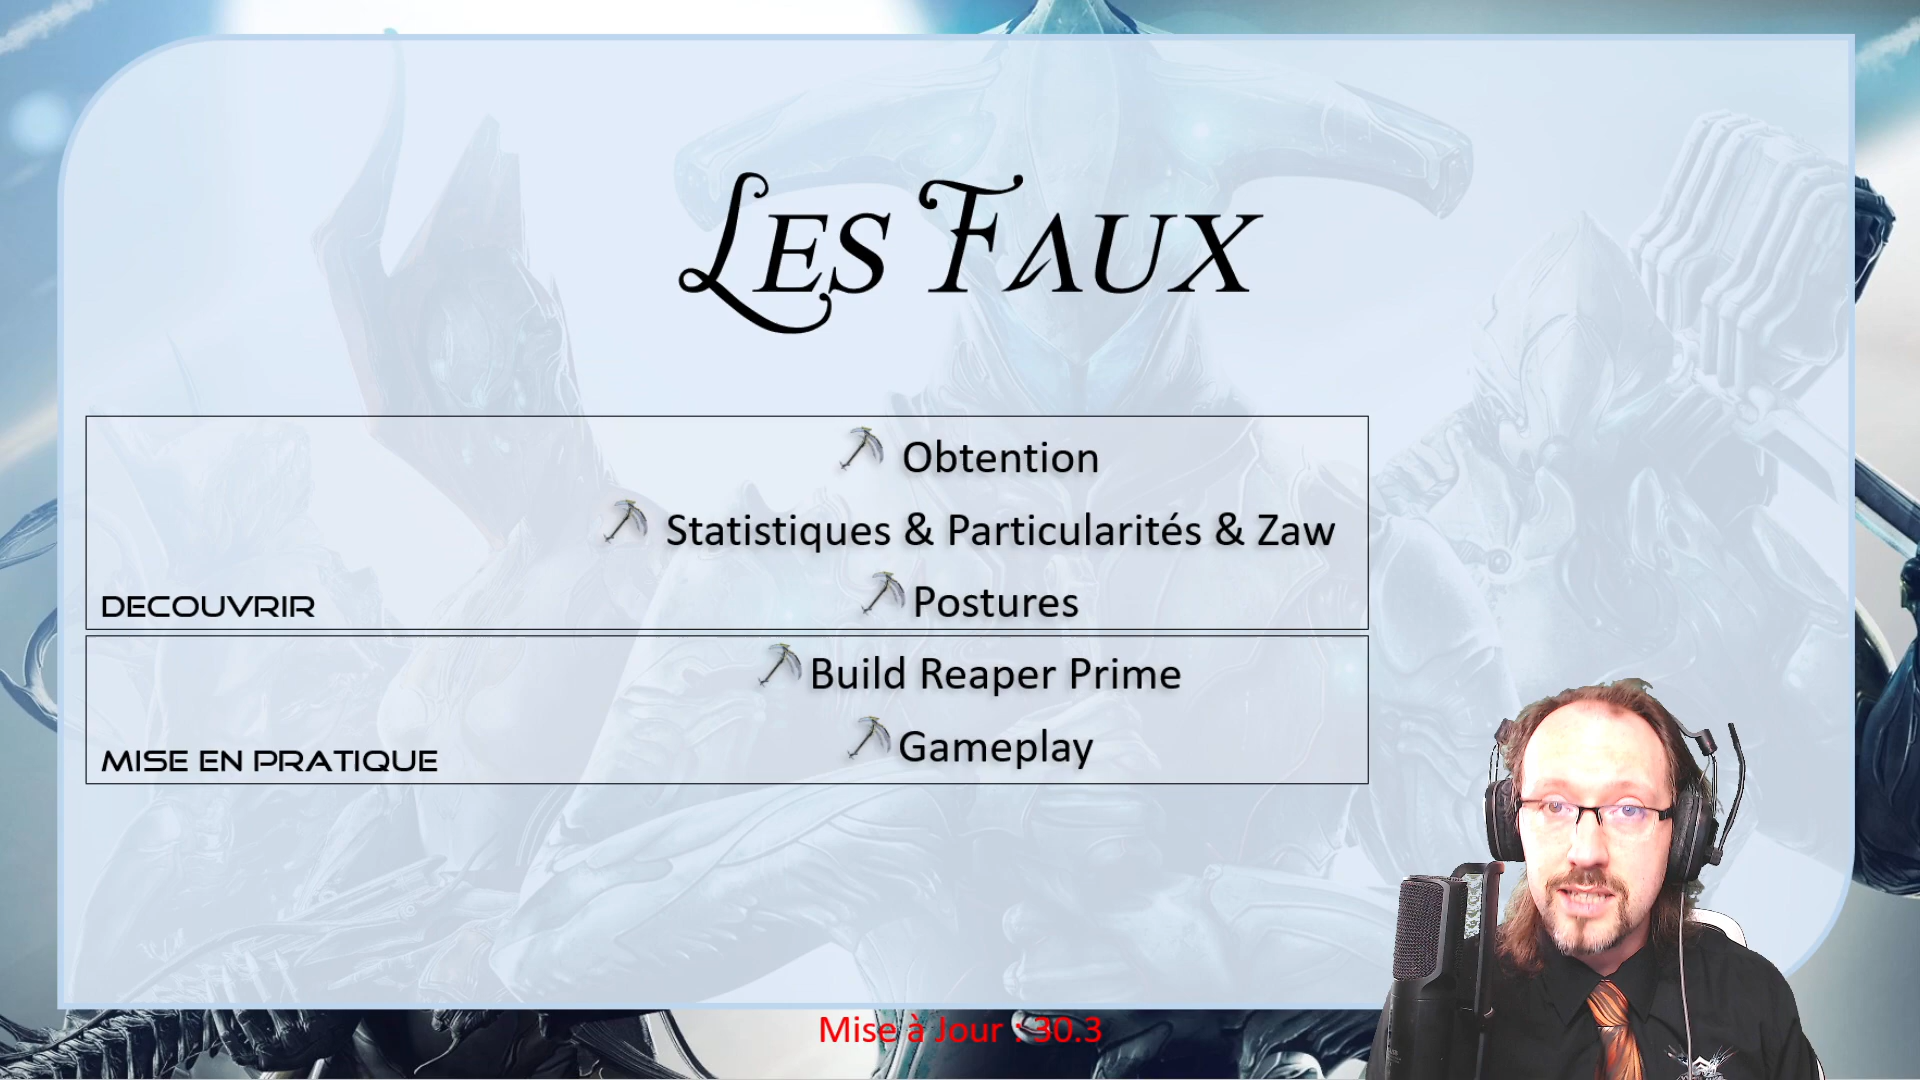 LES FAUX
Obtention
Statistiques & Particularités & Zaw
DECOUVRIR
Postures
Build Reaper Prime
MISE EN PRATIQUE
Gameplay
Mise à Jour : 30.3